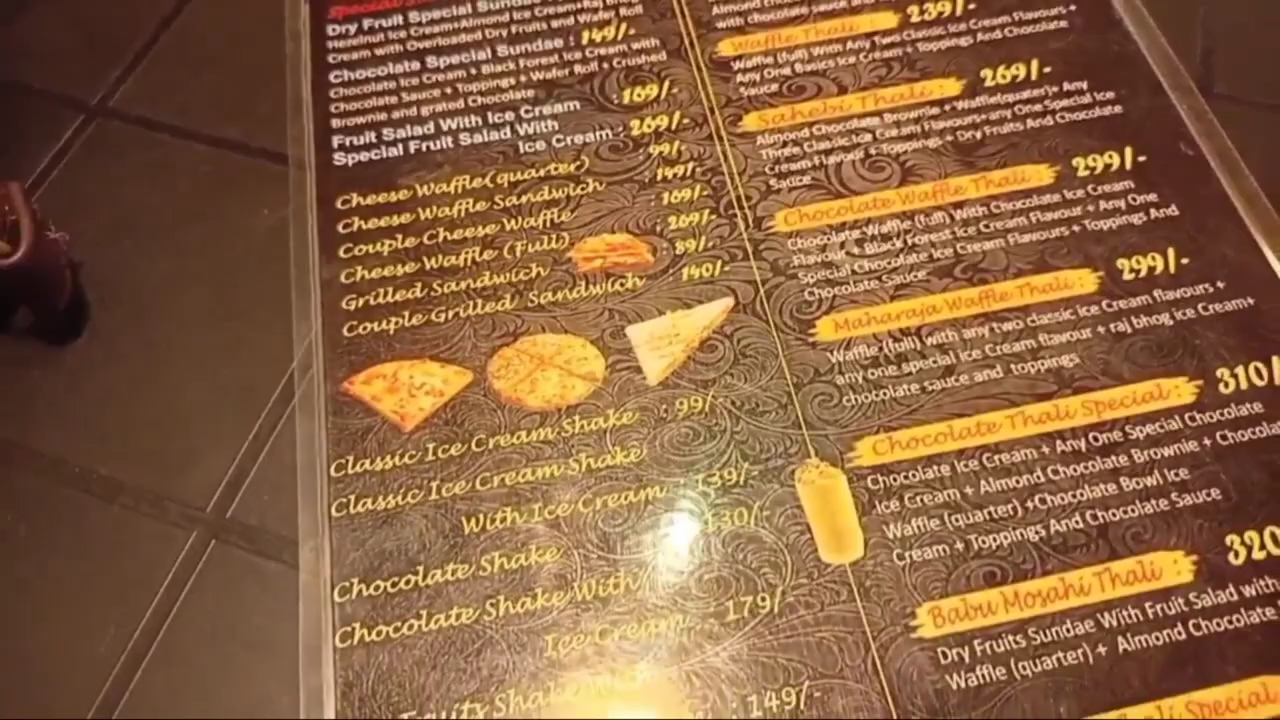 Dry Fruit Special Sundae
Hezelnut Ice Cream+Almond Ice Cream+Raj bhog
Cream with Overloaded Dry Fruits and Wafer
Chocolate Special Sundae : 149/-
Chocolate Ice Cream + Black Forest Ice Cream with
Chocolate Sauce + Toppings + Wafer Roll + Crushed
Brownie and grated Chocolate
Fruit Salad With Ice Cream : 169/-
Special Fruit Salad With
Ice Cream : 269/-
Cheese Waffle(quarter) : 99/-
Cheese Waffle Sandwich : 149/-
Couple Cheese Waffle : 169/-
Cheese Waffle (Full) : 269/-
Grilled Sandwich : 89/-
Couple Grilled Sandwich 140/-
Classic Ice Cream Shake : 99/-
Classic Ice Cream Shake
With Ice Cream 139/-
Chocolate Shake 130/-
Chocolate Shake With
Ice Cream 179/-
Shake : 149/-
with chocolate sauce and
Waffle Thali : 239/-
Waffle (full) With Any Two Classic Ice Cream Flavours +
Any One Basics Ice Cream + Toppings And Chocolate
Sauce
Sahebi Thali : 269/-
Almond Chocolate Brownie + Waffle(quater)+ Any
Three Classic Ice Cream Flavours+any One Special Ice
Cream Flavour + Toppings + Dry Fruits And Chocolate
Sauce
Chocolate Waffle Thali : 299/-
Chocolate Waffle (full) With Chocolate Ice Cream
Flavour + Black Forest Ice Cream Flavour + Any One
Special Chocolate Ice Cream Flavours + Toppings And
Chocolate Sauce
Maharaja Waffle Thali : 299/-
Waffle (full) with any two classic ice Cream flavours +
any one special ice Cream flavour + raj bhog ice Cream+
chocolate sauce and toppings
Chocolate Thali Special : 310/
Chocolate Ice Cream + Any One Special Chocolate
Ice Cream + Almond Chocolate Brownie + Chocola
Waffle (quarter) +Chocolate Bowl Ice
Cream + Toppings And Chocolate Sauce
Babu Mosahi Thali : 320
Dry Fruits Sundae With Fruit Salad with
Waffle (quarter) + Almond Chocolate
Special